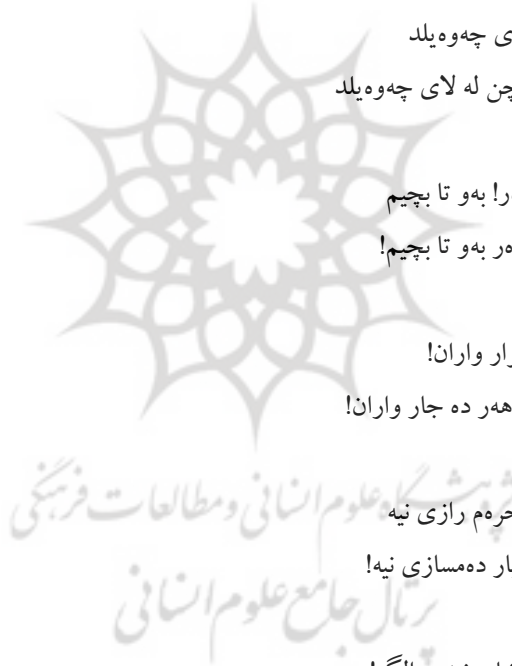 ی چەوەیلد
چن لە لای چەوەیلد
ر! بەو تا بچیم
ەر بەو تا بچیم!
زار واران!
هەر دە جار واران!
حرەم رازی نیە
ار دەمسازی نیە!
پژوهشگاه علوم انسانی و مطالعات فرهنگی
پرتال جامع علوم انسانی